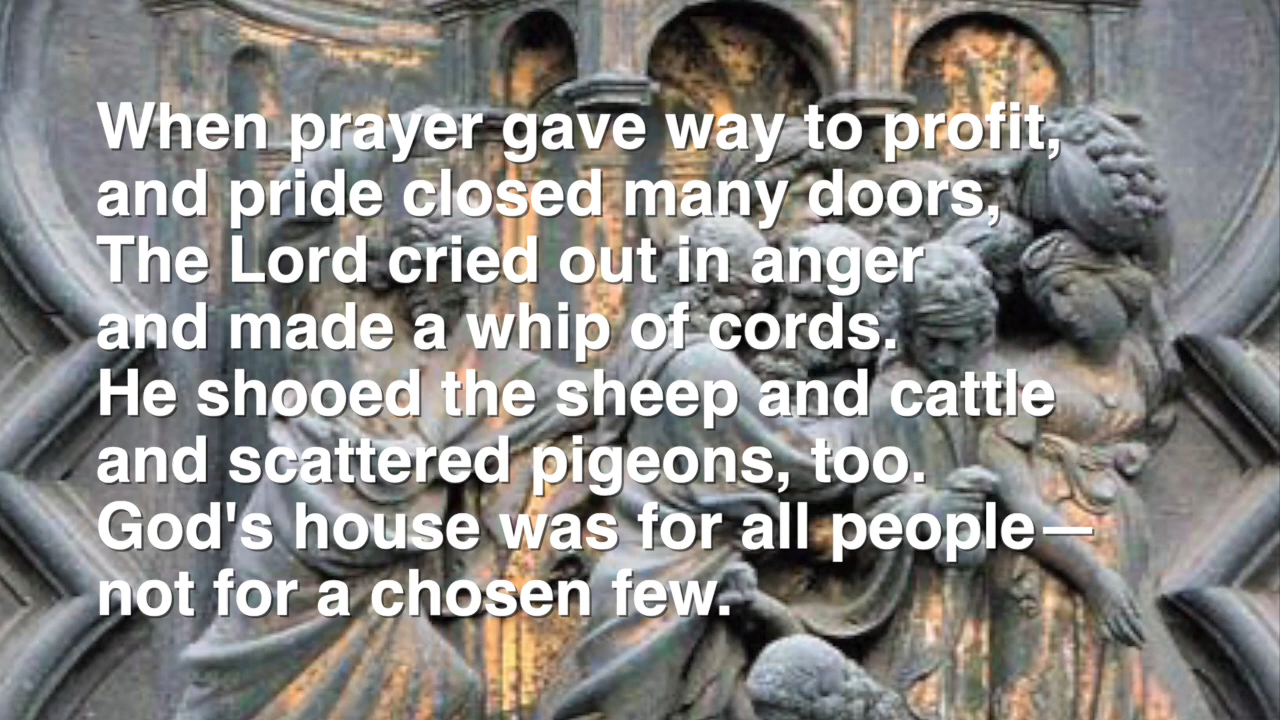 When prayer gave way to profit,
and pride closed many doors,
The Lord cried out in anger
and made a whip of cords.
He shooed the sheep and cattle
and scattered pigeons, too.
God's house was for all people—
not for a chosen few.